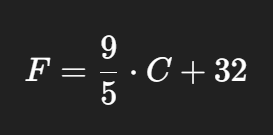 F = 9/5 · C + 32